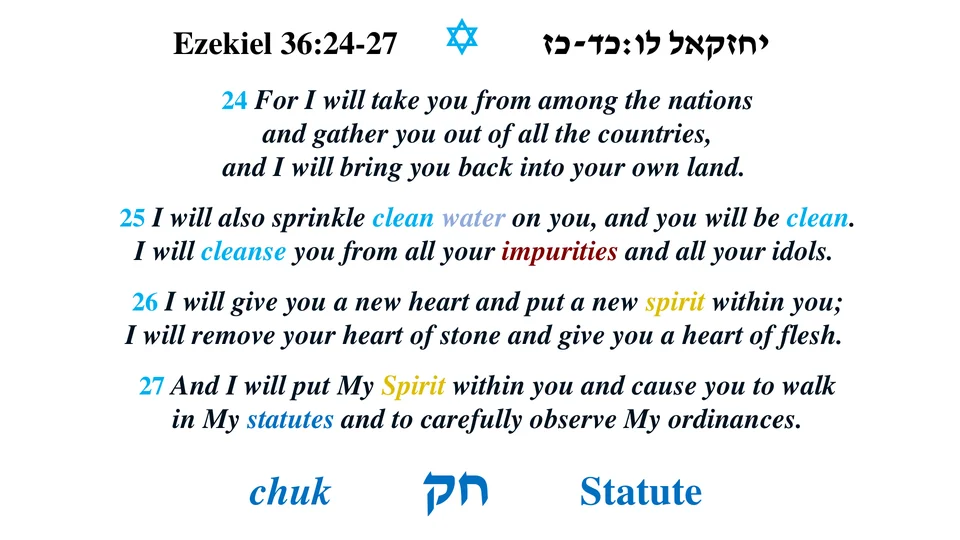 Ezekiel 36:24-27 ✡ יחזקאל לו:כד-כז
24 For I will take you from among the nations
and gather you out of all the countries,
and I will bring you back into your own land.
25 I will also sprinkle clean water on you, and you will be clean.
I will cleanse you from all your impurities and all your idols.
26 I will give you a new heart and put a new spirit within you;
I will remove your heart of stone and give you a heart of flesh.
27 And I will put My Spirit within you and cause you to walk
in My statutes and to carefully observe My ordinances.
chuk חק Statute